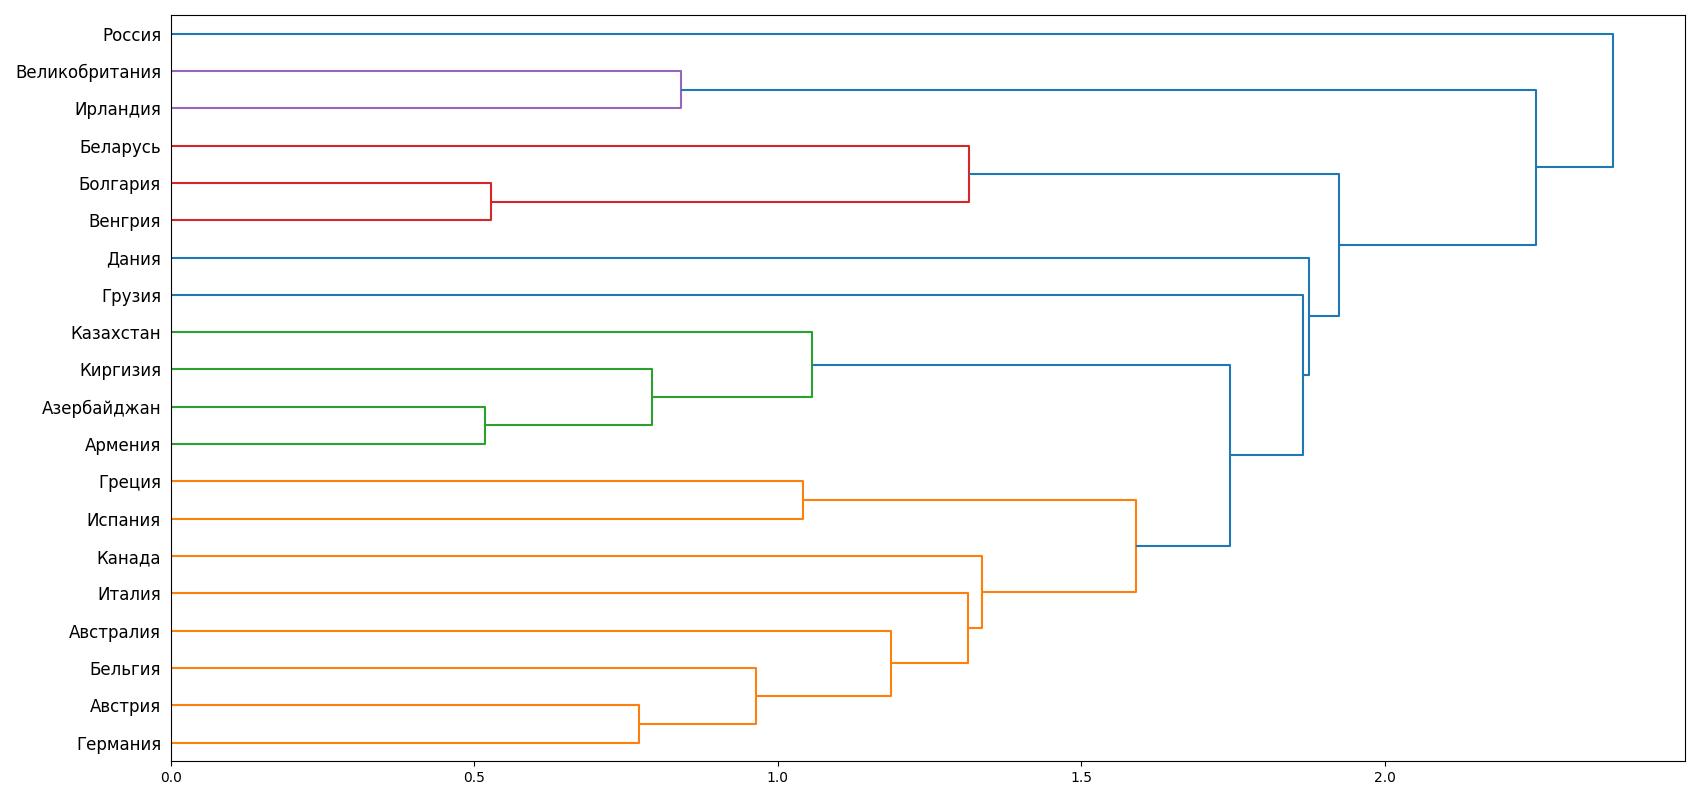 Россия
Великобритания
Ирландия
Беларусь
Болгария
Венгрия
Дания
Грузия
Казахстан
Киргизия
Азербайджан
Армения
Греция
Испания
Канада
Италия
Австралия
Бельгия
Австрия
Германия
0.0 0.5 1.0 1.5 2.0